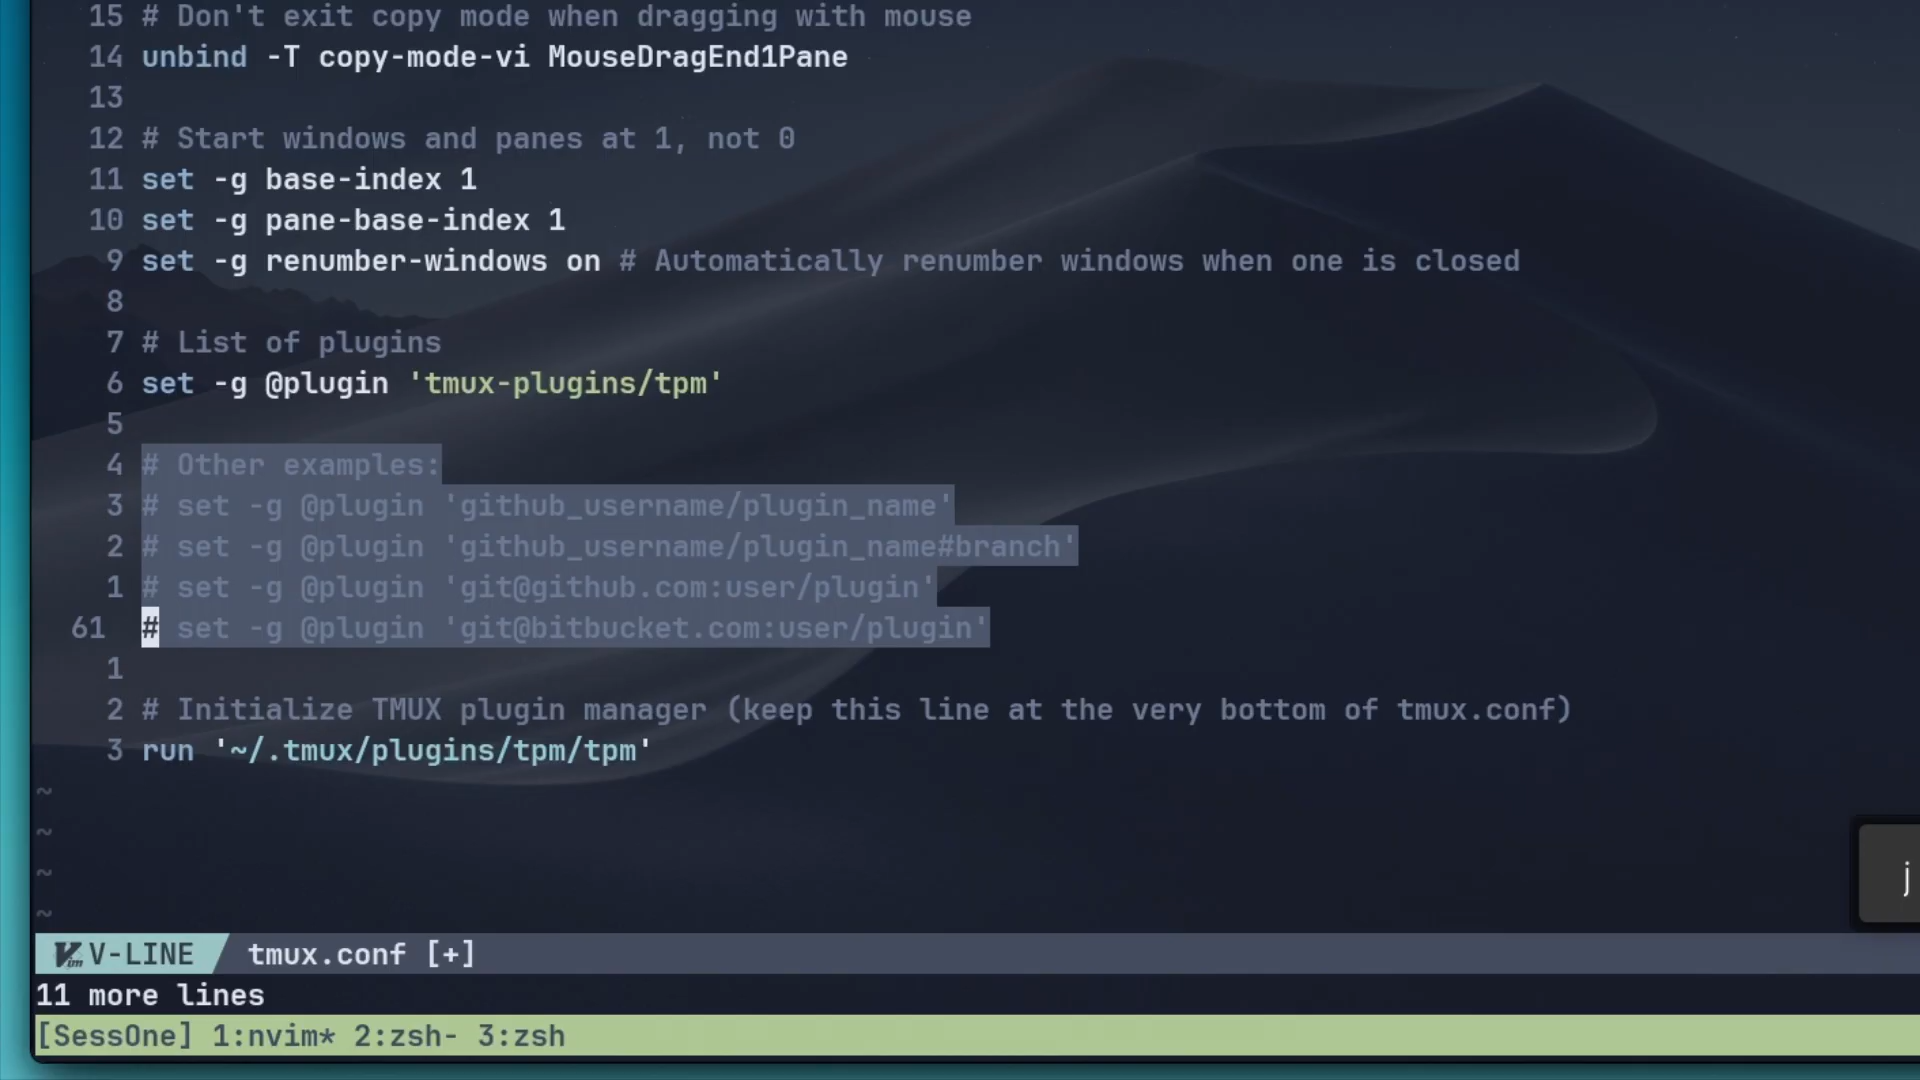 15 # Don't exit copy mode when dragging with mouse
14 unbind -T copy-mode-vi MouseDragEnd1Pane
13
12 # Start windows and panes at 1, not 0
11 set -g base-index 1
10 set -g pane-base-index 1
9 set -g renumber-windows on # Automatically renumber windows when one is closed
8
7 # List of plugins
6 set -g @plugin 'tmux-plugins/tpm'
5
4 # Other examples:
3 # set -g @plugin 'github_username/plugin_name'
2 # set -g @plugin 'github_username/plugin_name#branch'
1 # set -g @plugin 'git@github.com:user/plugin'
61 # set -g @plugin 'git@bitbucket.com:user/plugin'
1
2 # Initialize TMUX plugin manager (keep this line at the very bottom of tmux.conf)
3 run '~/.tmux/plugins/tpm/tpm'
~
~
~
~
j
V-LINE tmux.conf [+]
11 more lines
[SessOne] 1:nvim* 2:zsh- 3:zsh